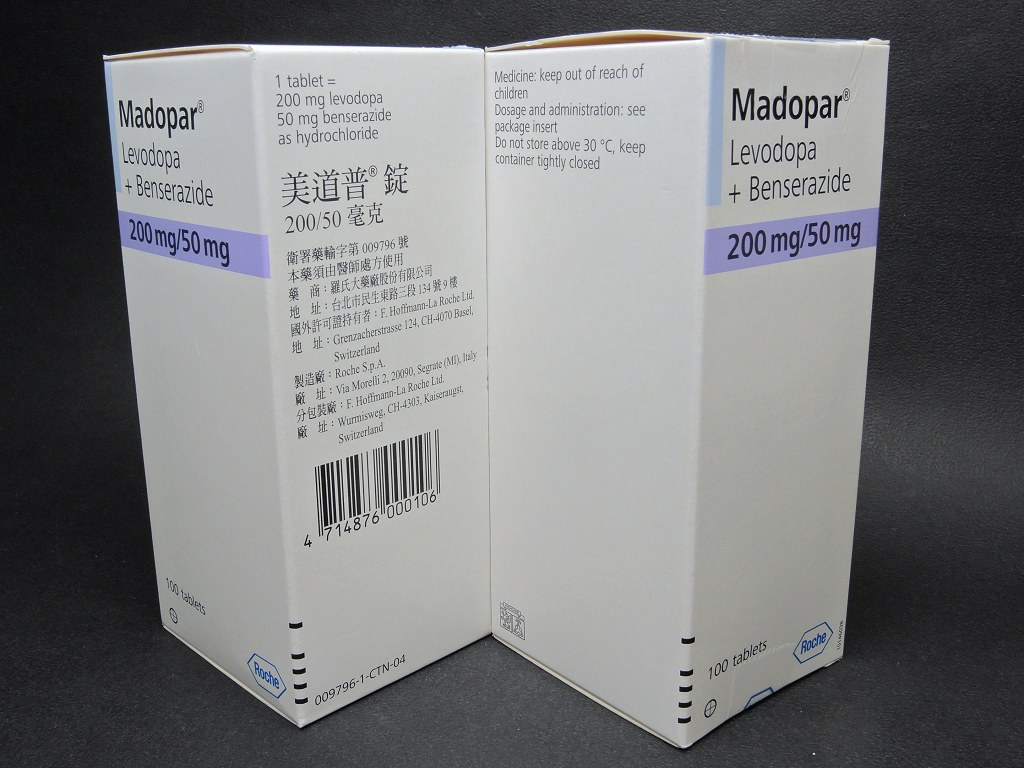 Madopar®
Levodopa
+ Benserazide
200 mg/50 mg
100 tablets
Roche
1 tablet =
200 mg levodopa
50 mg benserazide
as hydrochloride
美道普® 錠
200/50 毫克
衛署藥輸字第 009796 號
本藥須由醫師處方使用
藥　商：羅氏大藥廠股份有限公司
地　址：台北市民生東路三段 134 號 9 樓
國外許可證持有者：F. Hoffmann-La Roche Ltd.
地　址：Grenzacherstrasse 124, CH-4070 Basel,
Switzerland
製造廠：Roche S.p.A.
廠　址：Via Morelli 2, 20090, Segrate (MI), Italy
分包裝廠：F. Hoffmann-La Roche Ltd.
廠　址：Wurmisweg, CH-4303, Kaiseraugst,
Switzerland
4 714876 000106
009796-1-CTN-04
Medicine: keep out of reach of
children
Dosage and administration: see
package insert
Do not store above 30 °C, keep
container tightly closed
Madopar®
Levodopa
+ Benserazide
200 mg/50 mg
100 tablets
Roche